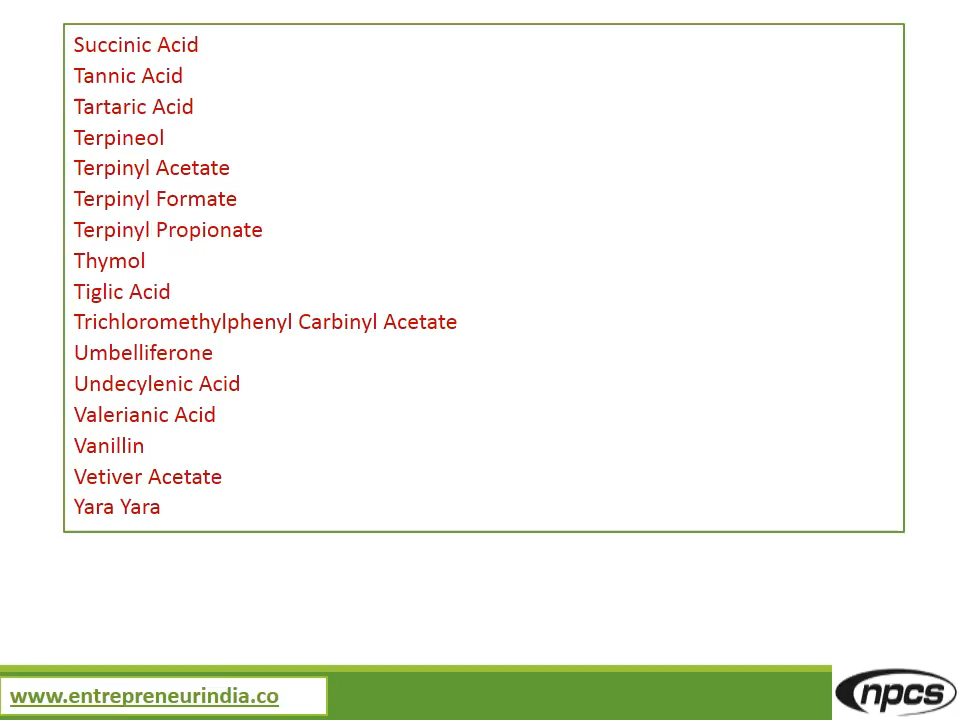 Succinic Acid
Tannic Acid
Tartaric Acid
Terpineol
Terpinyl Acetate
Terpinyl Formate
Terpinyl Propionate
Thymol
Tiglic Acid
Trichloromethylphenyl Carbinyl Acetate
Umbelliferone
Undecylenic Acid
Valerianic Acid
Vanillin
Vetiver Acetate
Yara Yara
www.entrepreneurindia.co
npcs